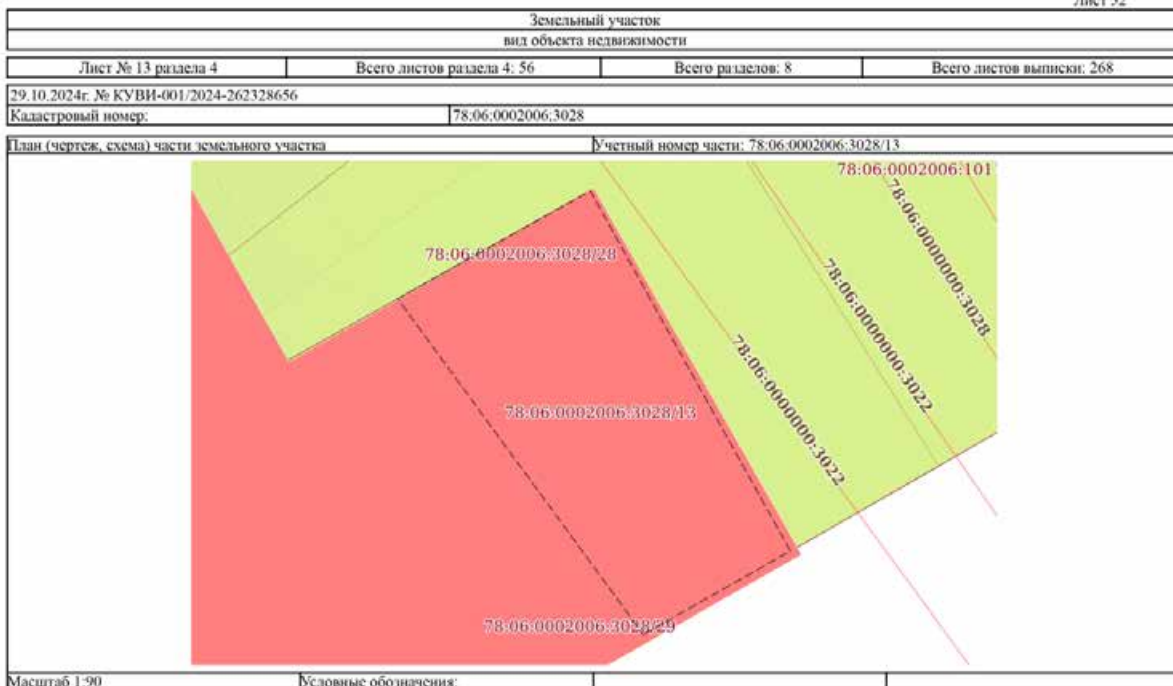 Лист 32
Земельный участок
вид объекта недвижимости
Лист № 13 раздела 4 Всего листов раздела 4: 56 Всего разделов: 8 Всего листов выписки: 268
29.10.2024г. № КУВИ-001/2024-262328656
Кадастровый номер: 78:06:0002006:3028
План (чертеж, схема) части земельного участка Учетный номер части: 78:06:0002006:3028/13
78:06:0002006:101
78:06:0000000:3028
78:06:0002006:3028/28
78:06:0000000:3022
78:06:0000000:3022
78:06:0002006:3028/13
78:06:0002006:3028/29
Масштаб 1:90 Условные обозначения: